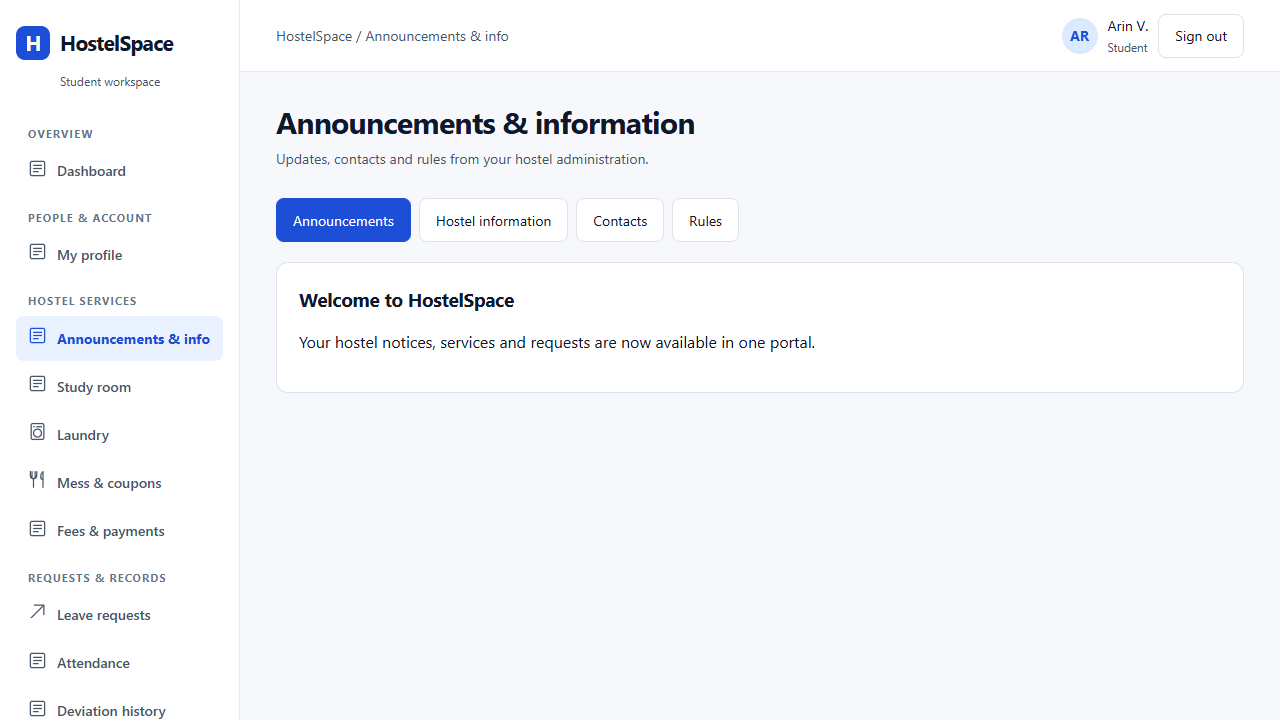 H HostelSpace
Student workspace
OVERVIEW
Dashboard
PEOPLE & ACCOUNT
My profile
HOSTEL SERVICES
Announcements & info
Study room
Laundry
Mess & coupons
Fees & payments
REQUESTS & RECORDS
Leave requests
Attendance
Deviation history
HostelSpace / Announcements & info
AR
Arin V.
Student
Sign out
Announcements & information
Updates, contacts and rules from your hostel administration.
Announcements
Hostel information
Contacts
Rules
Welcome to HostelSpace
Your hostel notices, services and requests are now available in one portal.